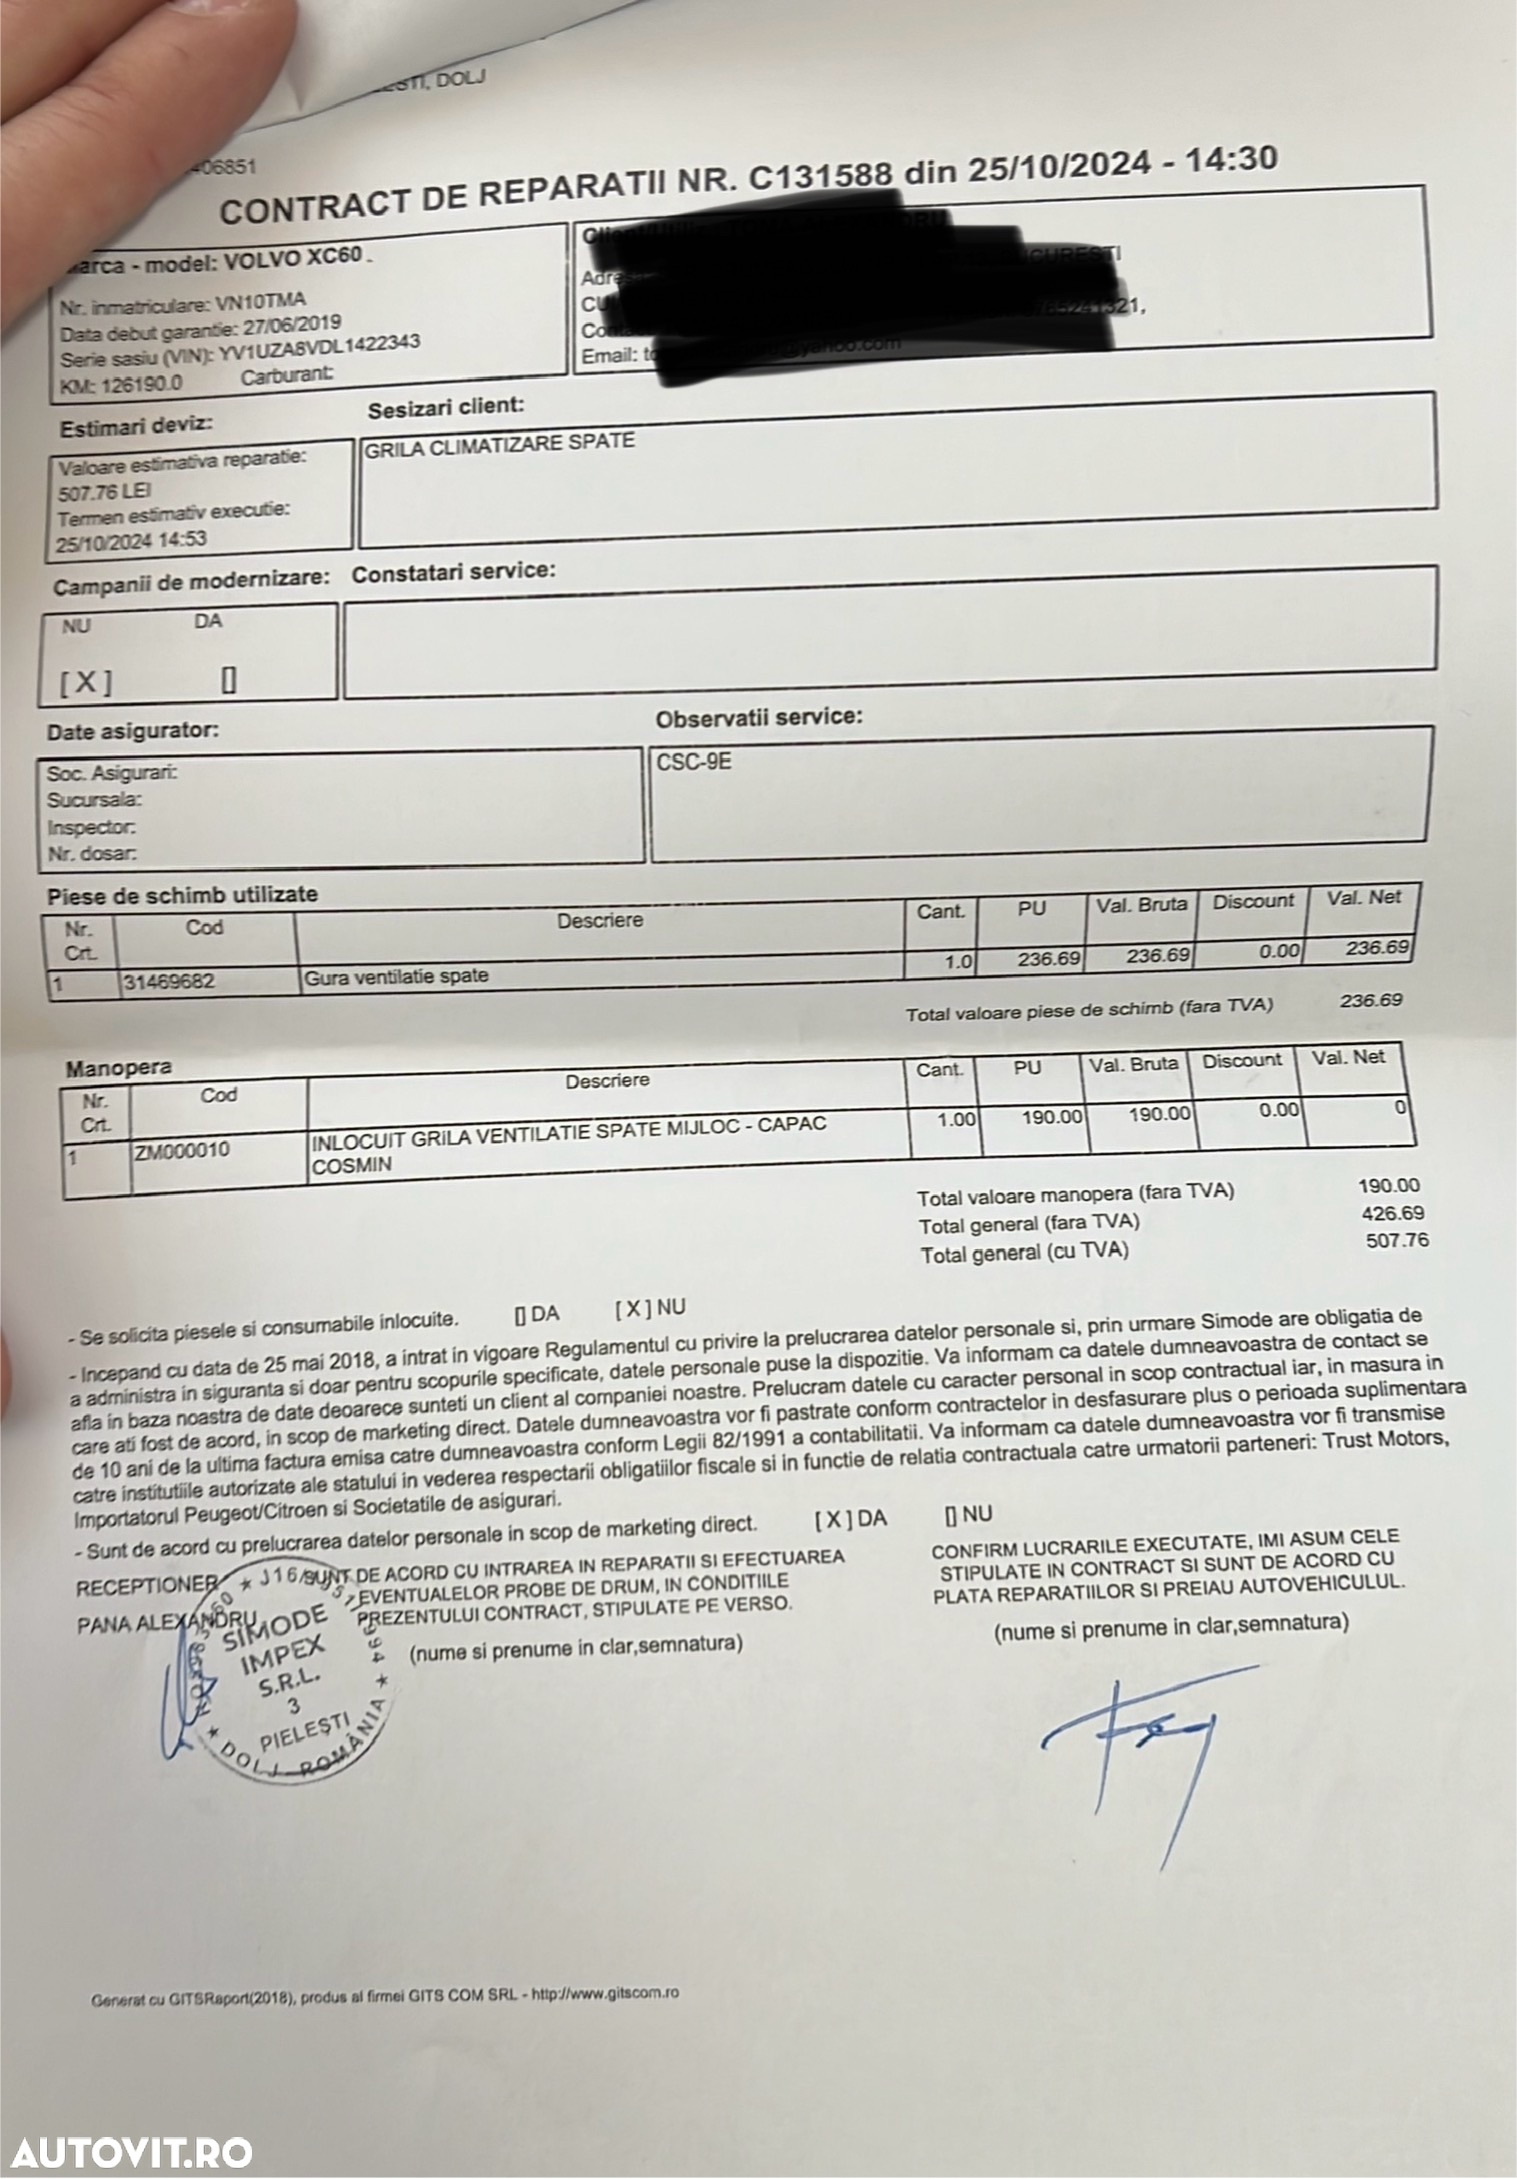 DOLJ
06851
CONTRACT DE REPARATII NR. C131588 din 25/10/2024 - 14:30
arca - model: VOLVO XC60
Nr. inmatriculare: VN10TMA
Data debut garantie: 27/06/2019
Serie sasiu (VIN): YV1UZA8VDL1422343
KM: 126190.0 Carburant:
Email:
Estimari deviz:
Valoare estimativa reparatie:
507.76 LEI
Termen estimativ executie:
25/10/2024 14:53
Sesizari client:
GRILA CLIMATIZARE SPATE
Campanii de modernizare:
NU DA
[ X ] []
Constatari service:
Date asigurator:
Soc. Asigurari:
Sucursala:
Inspector:
Nr. dosar:
Observatii service:
CSC-9E
Piese de schimb utilizate
Nr. Crt. Cod Descriere Cant. PU Val. Bruta Discount Val. Net
1 31469682 Gura ventilatie spate 1.0 236.69 236.69 0.00 236.69
Total valoare piese de schimb (fara TVA) 236.69
Manopera
Nr. Crt. Cod Descriere Cant. PU Val. Bruta Discount Val. Net
1 ZM000010 INLOCUIT GRILA VENTILATIE SPATE MIJLOC - CAPAC 1.00 190.00 190.00 0.00 0
COSMIN
Total valoare manopera (fara TVA) 190.00
Total general (fara TVA) 426.69
Total general (cu TVA) 507.76
- Se solicita piesele si consumabile inlocuite. [] DA [ X ] NU
- Incepand cu data de 25 mai 2018, a intrat in vigoare Regulamentul cu privire la prelucrarea datelor personale si, prin urmare Simode are obligatia de
a administra in siguranta si doar pentru scopurile specificate, datele personale puse la dispozitie. Va informam ca datele dumneavoastra de contact se
afla in baza noastra de date deoarece sunteti un client al companiei noastre. Prelucram datele cu caracter personal in scop contractual iar, in masura in
care ati fost de acord, in scop de marketing direct. Datele dumneavoastra vor fi pastrate conform contractelor in desfasurare plus o perioada suplimentara
de 10 ani de la ultima factura emisa catre dumneavoastra conform Legii 82/1991 a contabilitatii. Va informam ca datele dumneavoastra vor fi transmise
catre institutiile autorizate ale statului in vederea respectarii obligatiilor fiscale si in functie de relatia contractuala catre urmatorii parteneri: Trust Motors,
Importatorul Peugeot/Citroen si Societatile de asigurari.
- Sunt de acord cu prelucrarea datelor personale in scop de marketing direct. [ X ] DA [] NU
RECEPTIONER
PANA ALEXANDRU
SUNT DE ACORD CU INTRAREA IN REPARATII SI EFECTUAREA
EVENTUALELOR PROBE DE DRUM, IN CONDITIILE
PREZENTULUI CONTRACT, STIPULATE PE VERSO.
(nume si prenume in clar,semnatura)
CONFIRM LUCRARILE EXECUTATE, IMI ASUM CELE
STIPULATE IN CONTRACT SI SUNT DE ACORD CU
PLATA REPARATIILOR SI PREIAU AUTOVEHICULUL.
(nume si prenume in clar,semnatura)
SIMODE
IMPEX
S.R.L.
3
PIELEȘTI
DOLJ ROMÂNIA
Generat cu GITSRaport(2018), produs al firmei GITS COM SRL - http://www.gitscom.ro
AUTOVIT.RO